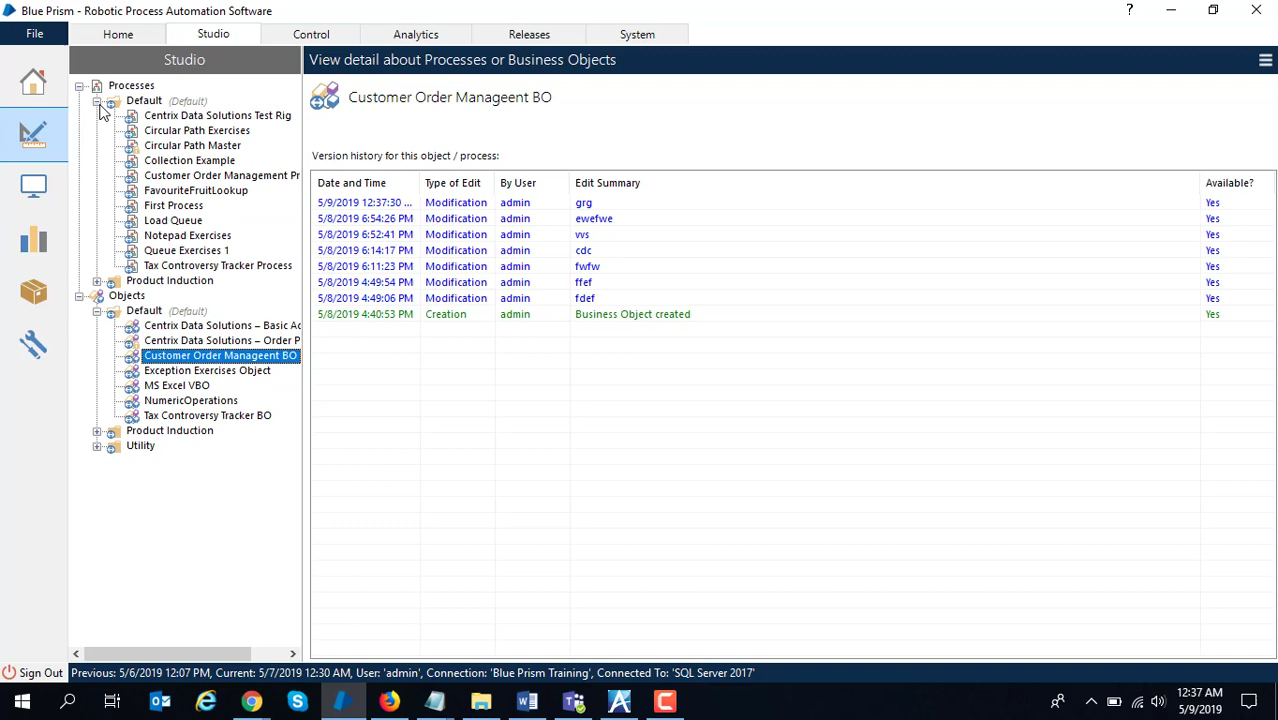 Blue Prism - Robotic Process Automation Software
?
File Home Studio Control Analytics Releases System
Studio
View detail about Processes or Business Objects
Processes
Default (Default)
Centrix Data Solutions Test Rig
Circular Path Exercises
Circular Path Master
Collection Example
Customer Order Management Pr
FavouriteFruitLookup
First Process
Load Queue
Notepad Exercises
Queue Exercises 1
Tax Controversy Tracker Process
Product Induction
Objects
Default (Default)
Centrix Data Solutions – Basic Ac
Centrix Data Solutions – Order P
Customer Order Manageent BO
Exception Exercises Object
MS Excel VBO
NumericOperations
Tax Controversy Tracker BO
Product Induction
Utility
Customer Order Manageent BO
Version history for this object / process:
Date and Time Type of Edit By User Edit Summary Available?
5/9/2019 12:37:30 ... Modification admin grg Yes
5/8/2019 6:54:26 PM Modification admin ewefwe Yes
5/8/2019 6:52:41 PM Modification admin vvs Yes
5/8/2019 6:14:17 PM Modification admin cdc Yes
5/8/2019 6:11:23 PM Modification admin fwfw Yes
5/8/2019 4:49:54 PM Modification admin ffef Yes
5/8/2019 4:49:06 PM Modification admin fdef Yes
5/8/2019 4:40:53 PM Creation admin Business Object created Yes
Sign Out
Previous: 5/6/2019 12:07 PM, Current: 5/7/2019 12:30 AM, User: 'admin', Connection: 'Blue Prism Training', Connected To: 'SQL Server 2017'
12:37 AM
5/9/2019